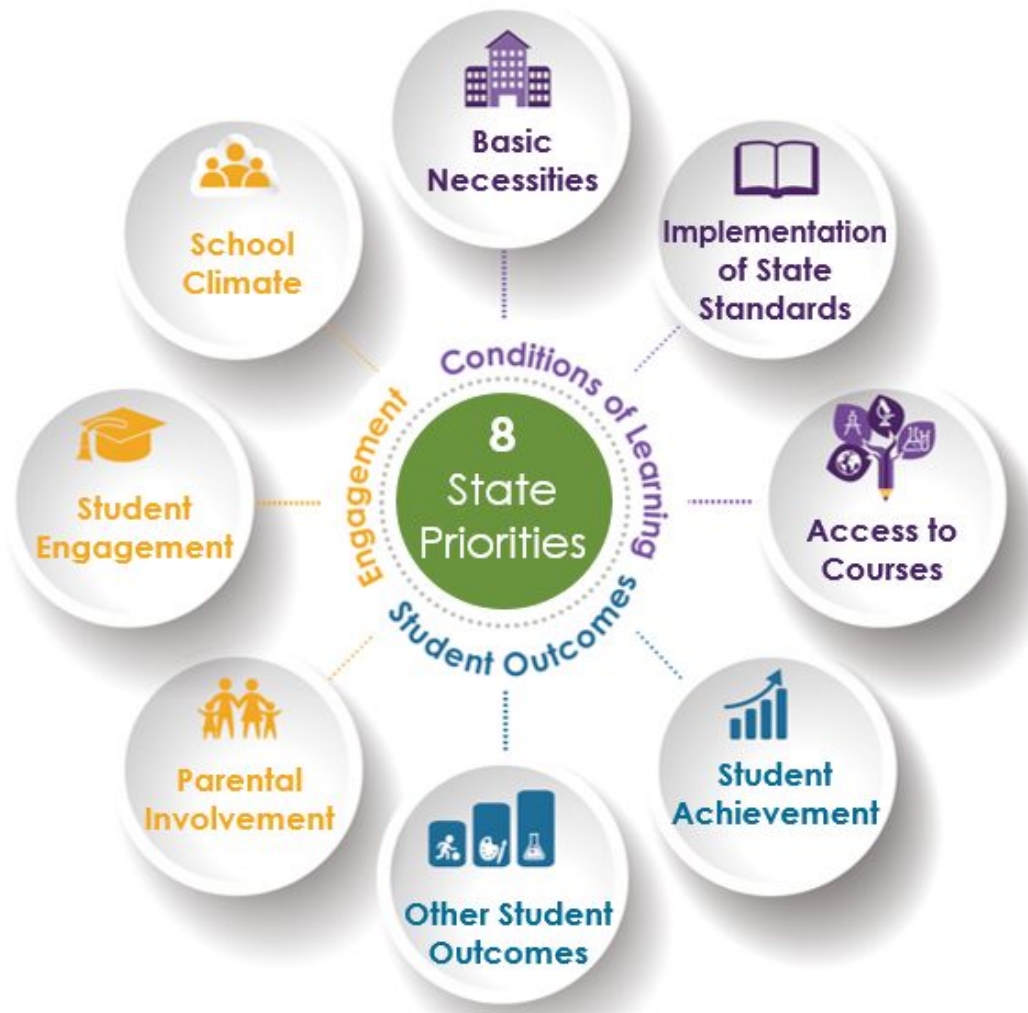 8
State
Priorities
Conditions of Learning
Student Outcomes
Engagement
Basic
Necessities
Implementation
of State
Standards
Access to
Courses
Student
Achievement
Other Student
Outcomes
Parental
Involvement
Student
Engagement
School
Climate